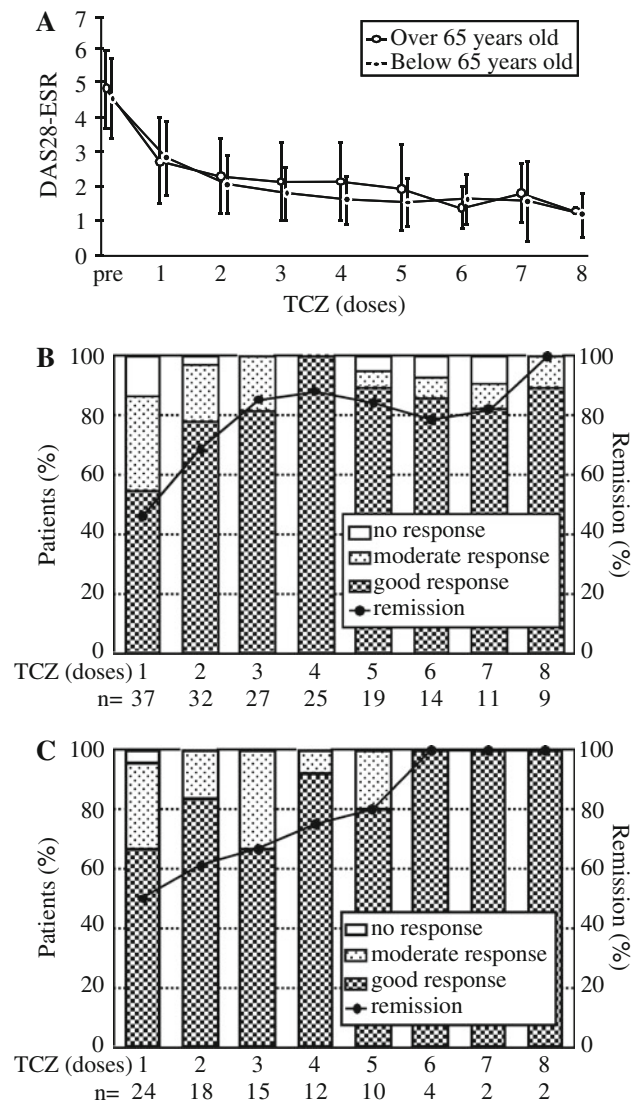 A
7
6
5
4
3
2
1
0
DAS28-ESR
Over 65 years old
Below 65 years old
pre 1 2 3 4 5 6 7 8
TCZ (doses)
B
100
80
60
40
20
0
Patients (%)
100
80
60
40
20
0
Remission (%)
no response
moderate response
good response
remission
TCZ (doses) 1 2 3 4 5 6 7 8
n= 37 32 27 25 19 14 11 9
C
100
80
60
40
20
0
Patients (%)
100
80
60
40
20
0
Remission (%)
no response
moderate response
good response
remission
TCZ (doses) 1 2 3 4 5 6 7 8
n= 24 18 15 12 10 4 2 2